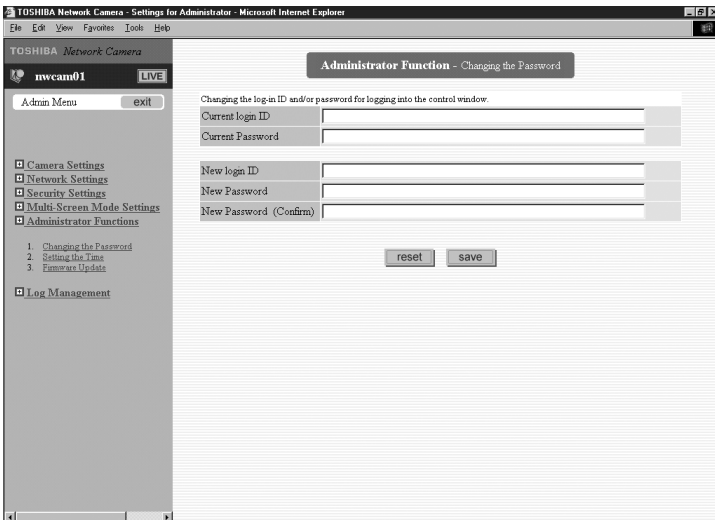 TOSHIBA Network Camera - Settings for Administrator - Microsoft Internet Explorer
File Edit View Favorites Tools Help
TOSHIBA Network Camera
nwcam01 LIVE
Admin Menu exit
Camera Settings
Network Settings
Security Settings
Multi-Screen Mode Settings
Administrator Functions
1. Changing the Password
2. Setting the Time
3. Firmware Update
Log Management
Administrator Function - Changing the Password
Changing the log-in ID and/or password for logging into the control window.
Current login ID
Current Password
New login ID
New Password
New Password (Confirm)
reset save